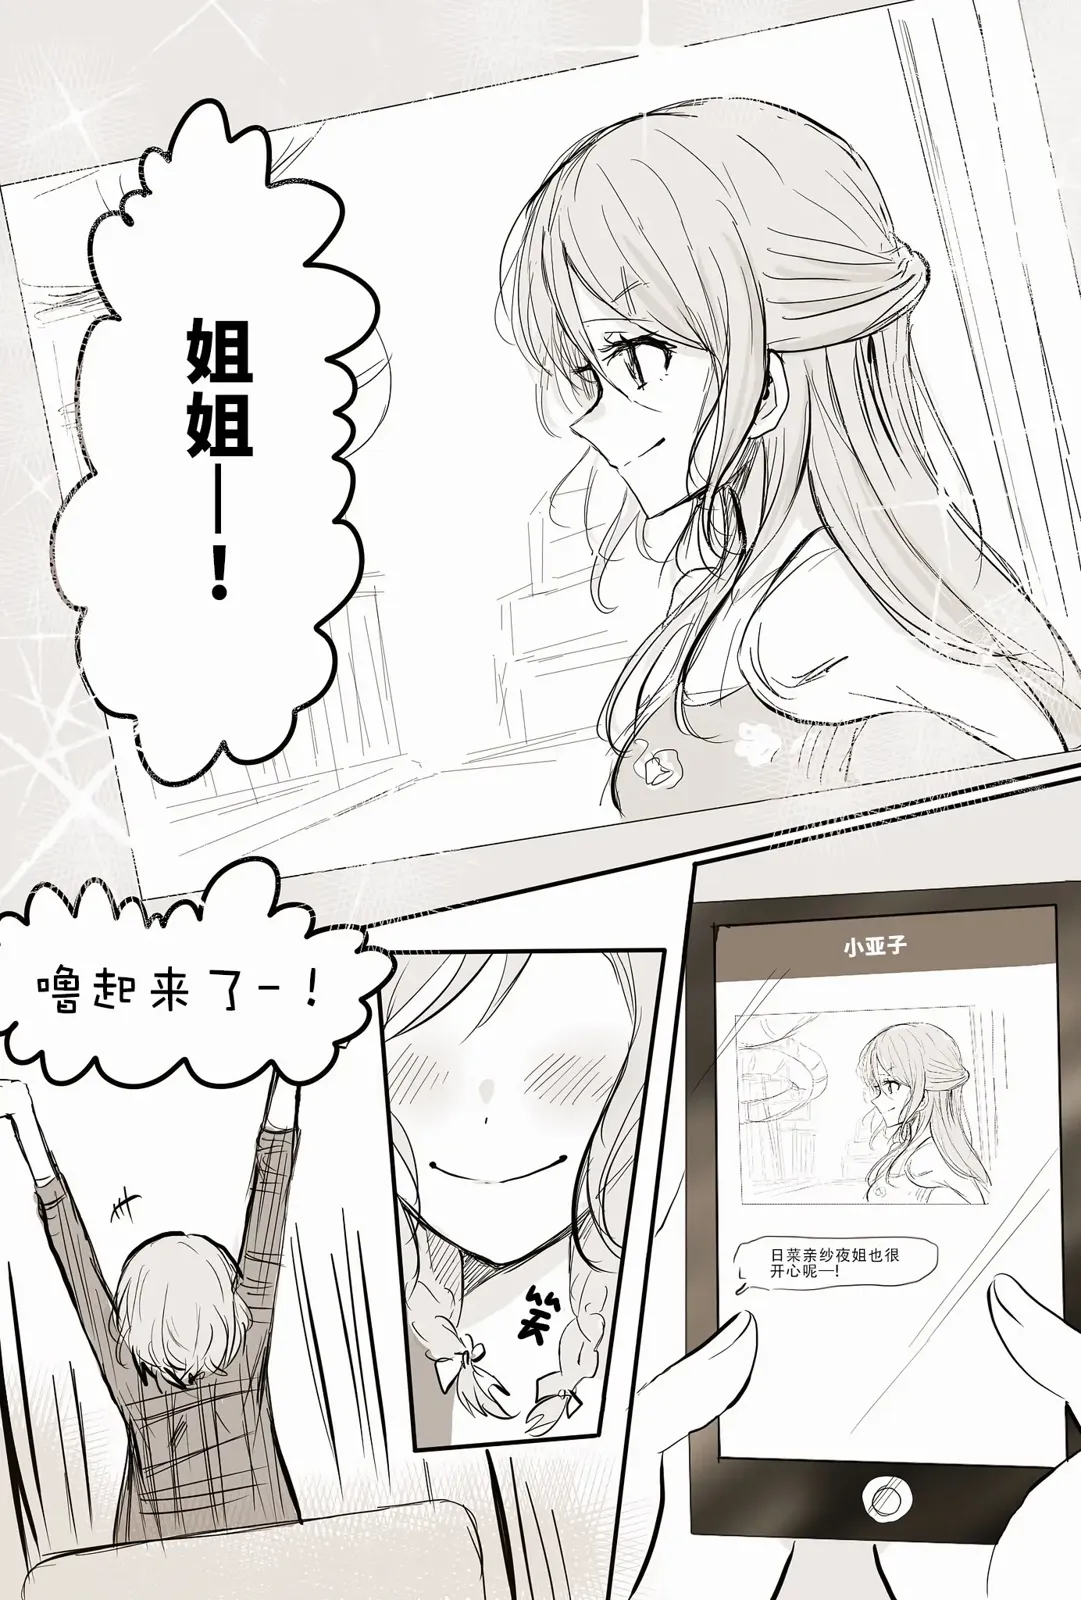 姐姐—！
小亚子
日菜亲纱夜姐也很
开心呢—!
笑
噜起来了-！